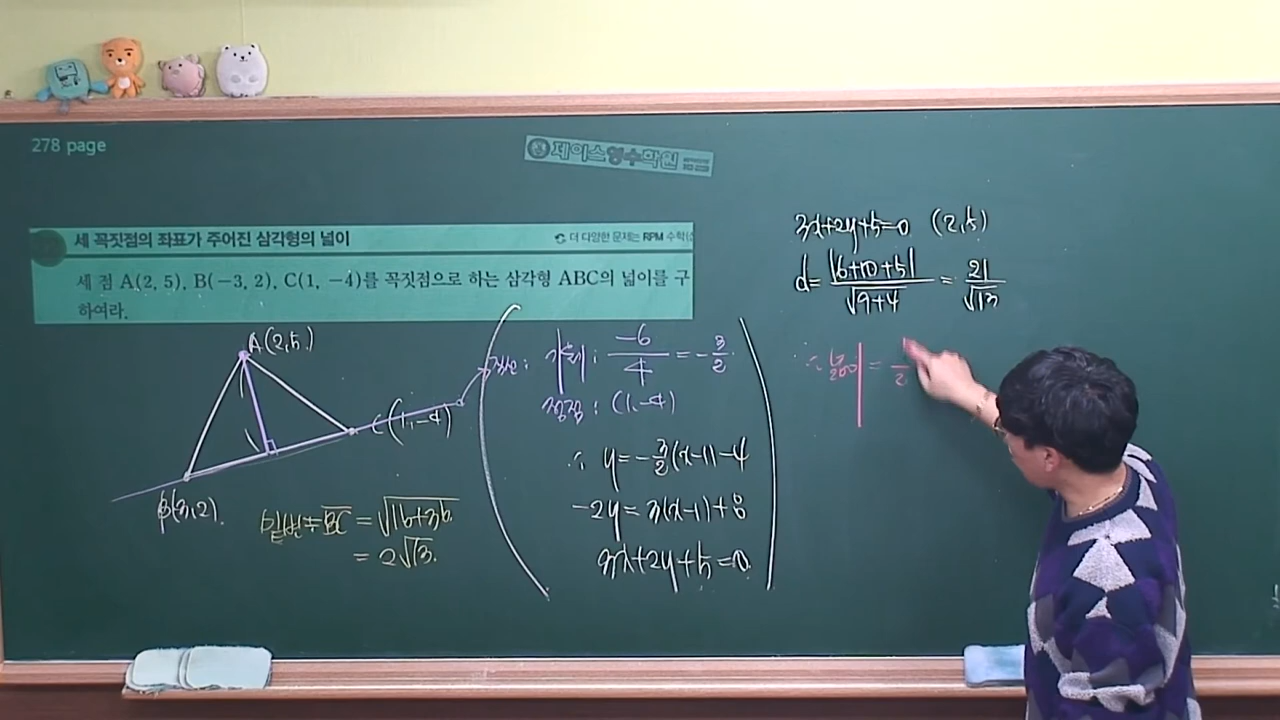 278 page
제이스영수학원
세 꼭짓점의 좌표가 주어진 삼각형의 넓이
더 다양한 문제는 RPM 수학(
세 점 A(2, 5), B(−3, 2), C(1, −4)를 꼭짓점으로 하는 삼각형 ABC의 넓이를 구
하여라.
A(2,5)
C(1,-4)
B(-3,2).
밑변 = BC = √16+36
= 2√13.
직선:
기울기: -6/4 = -3/2
점: (1,-4)
∴ y=-3/2(x-1)-4
-2y=3(x-1)+8
3x+2y+5=0
3x+2y+5=0 (2,5)
d=|6+10+5|/√9+4 = 21/√13
∴ 넓이 = 1/2